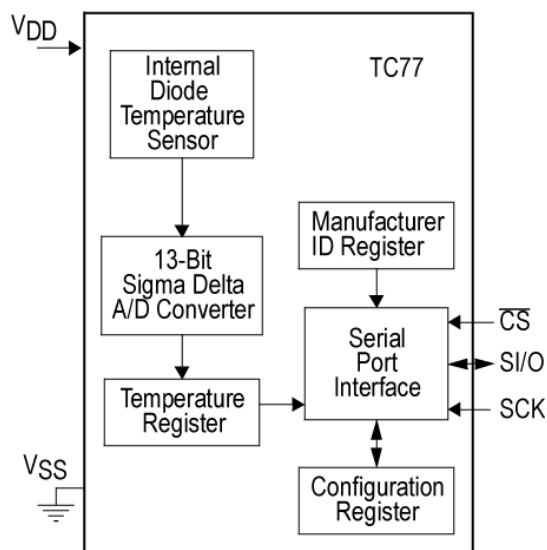 VDD
TC77
Internal
Diode
Temperature
Sensor
Manufacturer
ID Register
13-Bit
Sigma Delta
A/D Converter
Serial
Port
Interface
C̅S̅
SI/O
SCK
Temperature
Register
VSS
Configuration
Register